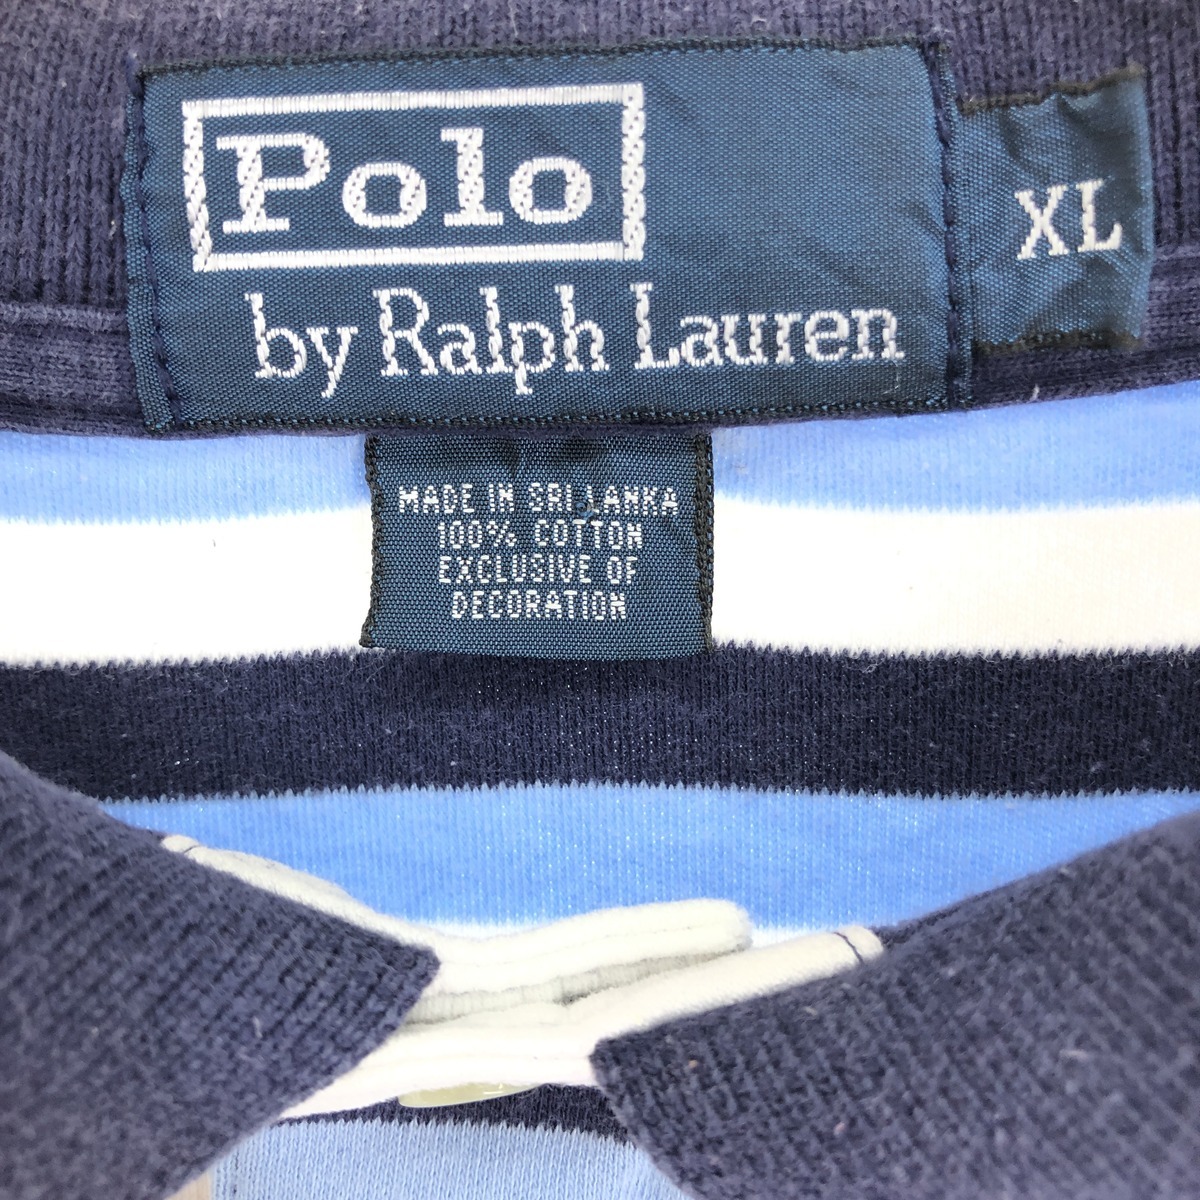 Polo
by Ralph Lauren
XL
MADE IN SRI LANKA
100% COTTON
EXCLUSIVE OF
DECORATION